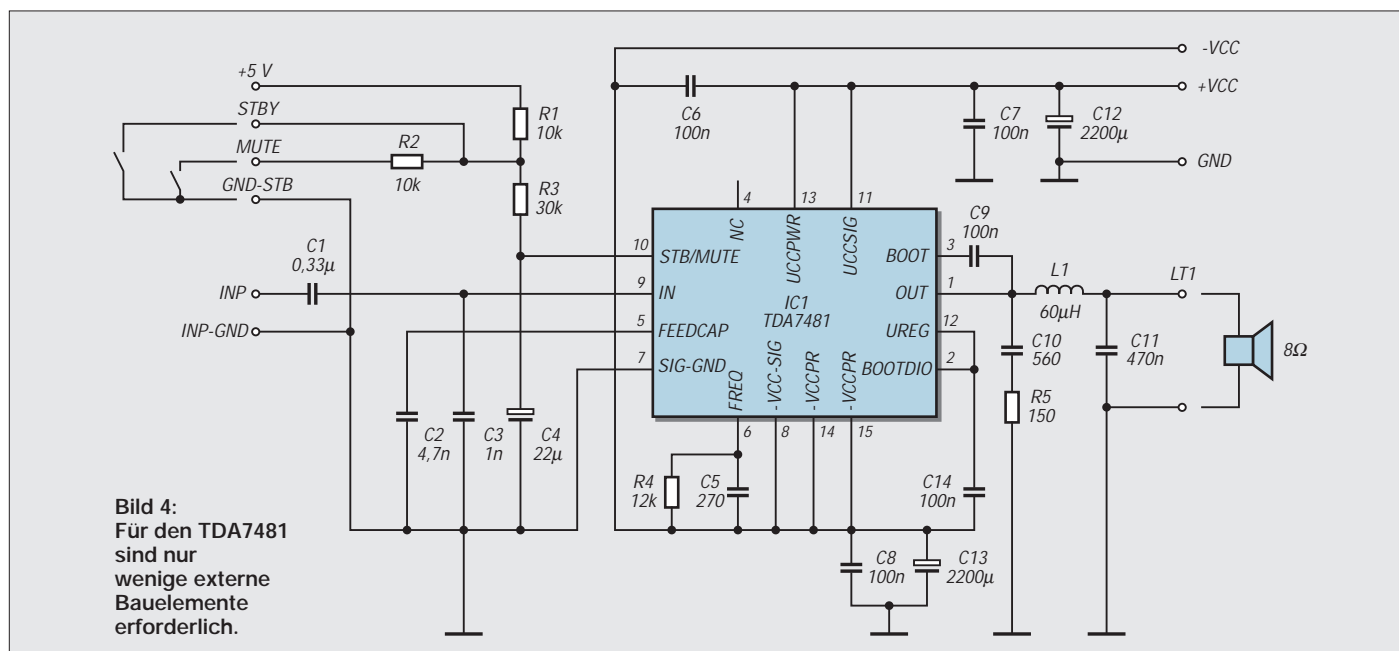 -VCC
+5 V
C6
100n
+VCC
STBY
R1
10k
C7
100n
C12
2200µ
MUTE
R2
10k
GND
GND-STB
R3
30k
4
13
11
NC
UCCPWR
UCCSIG
C9
100n
10
STB/MUTE
BOOT
3
C1
0,33µ
L1
60µH
LT1
INP
9
IN
IC1
TDA7481
OUT
1
INP-GND
5
FEEDCAP
UREG
12
C10
560
C11
470n
8Ω
7
SIG-GND
BOOTDIO
2
FREQ
-VCC-SIG
-VCCPR
-VCCPR
R5
150
6
8
14
15
C2
4,7n
C3
1n
C4
22µ
R4
12k
C5
270
C14
100n
Bild 4:
Für den TDA7481
sind nur
wenige externe
Bauelemente
erforderlich.
C8
100n
C13
2200µ